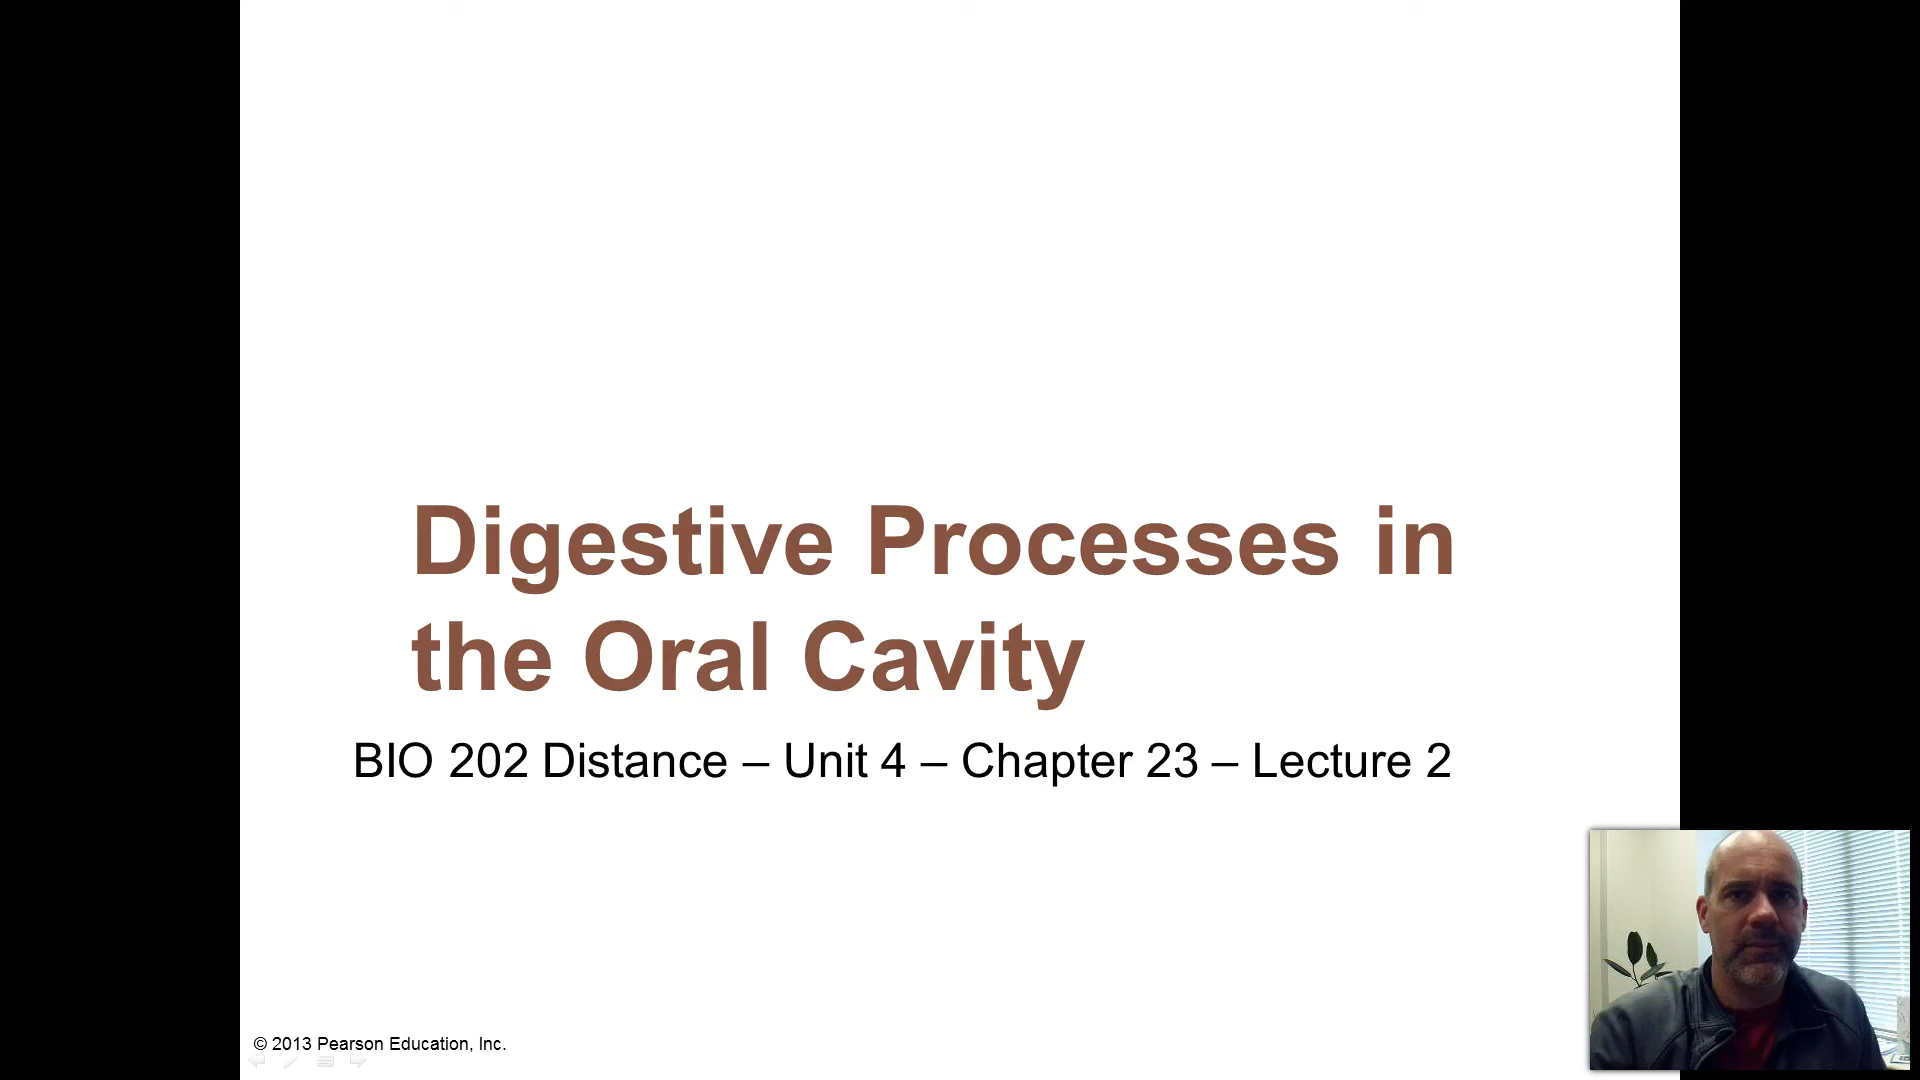 Digestive Processes in
the Oral Cavity
BIO 202 Distance – Unit 4 – Chapter 23 – Lecture 2
© 2013 Pearson Education, Inc.